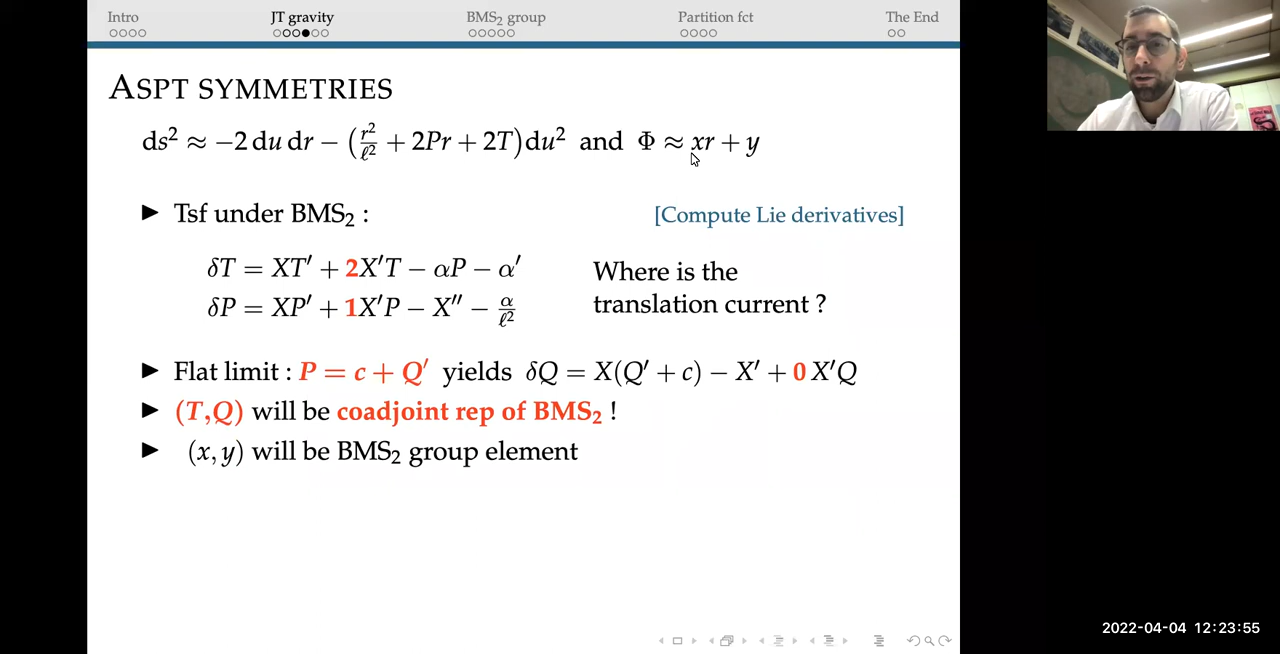 Intro JT gravity BMS₂ group Partition fct The End
ASPT SYMMETRIES
ds² ≈ −2 du dr − (r²/ℓ² + 2Pr + 2T)du² and Φ ≈ xr + y
► Tsf under BMS₂ : [Compute Lie derivatives]
δT = XT′ + 2X′T − αP − α′
δP = XP′ + 1X′P − X″ − α/ℓ²
Where is the
translation current ?
► Flat limit : P = c + Q′ yields δQ = X(Q′ + c) − X′ + 0 X′Q
► (T,Q) will be coadjoint rep of BMS₂ !
► (x, y) will be BMS₂ group element
2022-04-04 12:23:55